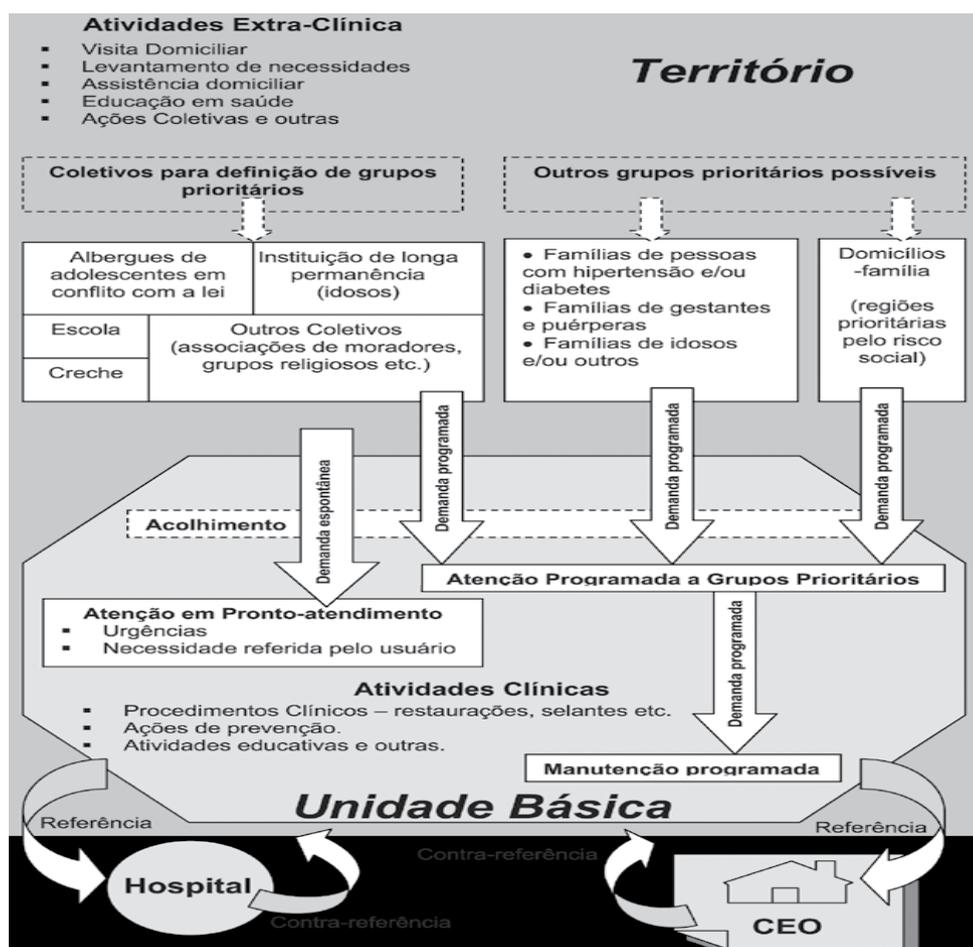 Atividades Extra-Clínica
▪ Visita Domiciliar
▪ Levantamento de necessidades
▪ Assistência domiciliar
▪ Educação em saúde
▪ Ações Coletivas e outras
Território
Coletivos para definição de grupos
prioritários
Outros grupos prioritários possíveis
Albergues de
adolescentes em
conflito com a lei
Instituição de longa
permanência
(idosos)
Escola
Creche
Outros Coletivos
(associações de moradores,
grupos religiosos etc.)
• Famílias de pessoas
com hipertensão e/ou
diabetes
• Famílias de gestantes
e puérperas
• Famílias de idosos
e/ou outros
Domicílios
-família
(regiões
prioritárias
pelo risco
social)
Demanda espontânea
Demanda programada
Demanda programada
Demanda programada
Acolhimento
Atenção Programada a Grupos Prioritários
Atenção em Pronto-atendimento
▪ Urgências
▪ Necessidade referida pelo usuário
Demanda programada
Atividades Clínicas
▪ Procedimentos Clínicos – restaurações, selantes etc.
▪ Ações de prevenção.
▪ Atividades educativas e outras.
Manutenção programada
Unidade Básica
Referência
Referência
Contra-referência
Hospital
Contra-referência
CEO